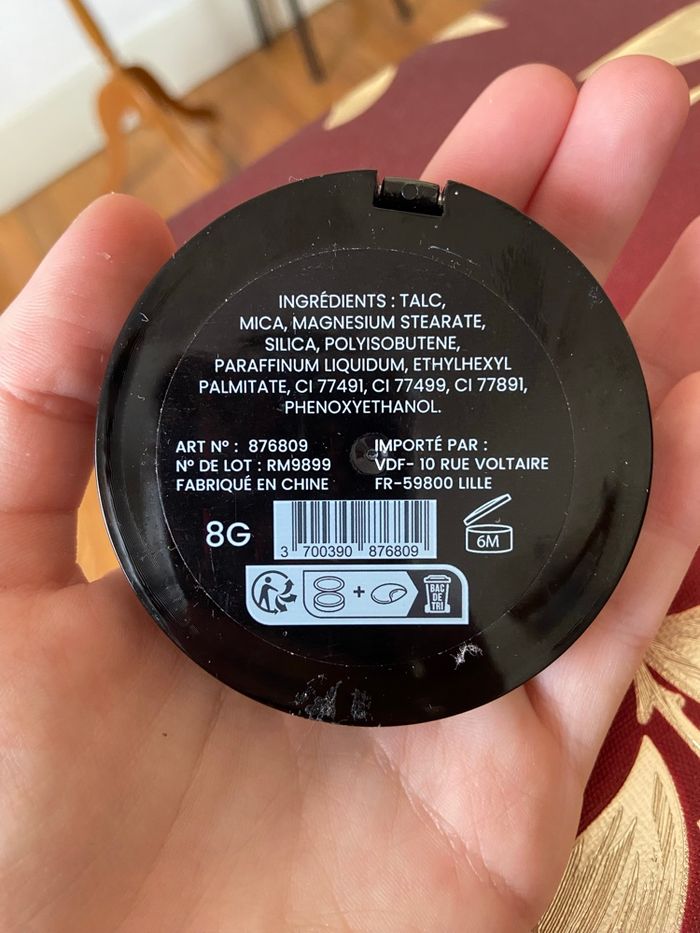 INGRÉDIENTS : TALC,
MICA, MAGNESIUM STEARATE,
SILICA, POLYISOBUTENE,
PARAFFINUM LIQUIDUM, ETHYLHEXYL
PALMITATE, CI 77491, CI 77499, CI 77891,
PHENOXYETHANOL.
ART N° : 876809
N° DE LOT : RM9899
FABRIQUÉ EN CHINE
IMPORTÉ PAR :
VDF- 10 RUE VOLTAIRE
FR-59800 LILLE
8G
3 700390 876809
6M
+
BAC
DE
TRI